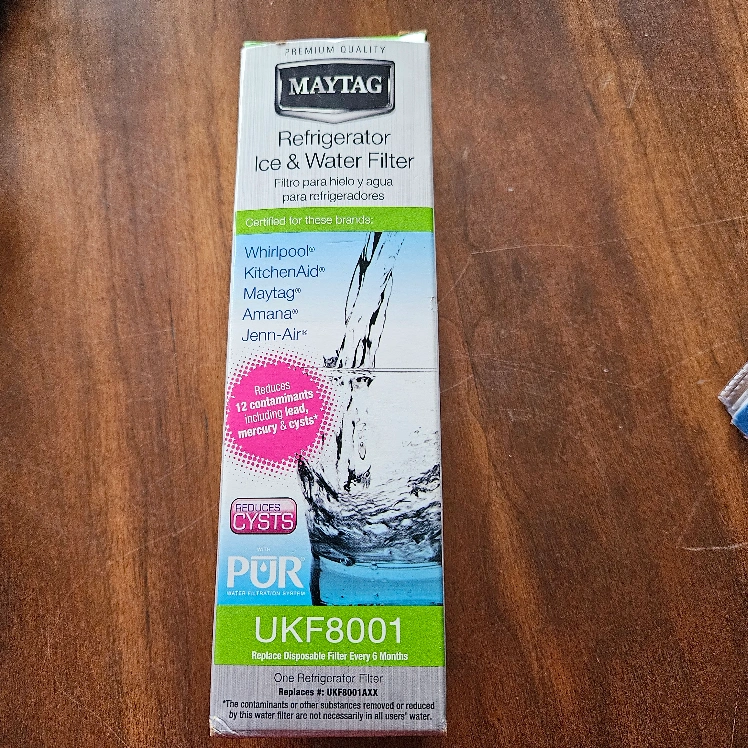 PREMIUM QUALITY
MAYTAG
Refrigerator
Ice & Water Filter
Filtro para hielo y agua
para refrigeradores
Certified for these brands:
Whirlpool®
KitchenAid®
Maytag®
Amana®
Jenn-Air®
Reduces
12 contaminants
including lead,
mercury & cysts*
REDUCES
CYSTS
WITH
PŪR
WATER FILTRATION SYSTEM
UKF8001
Replace Disposable Filter Every 6 Months
One Refrigerator Filter
Replaces #: UKF8001AXX
*The contaminants or other substances removed or reduced
by this water filter are not necessarily in all users' water.